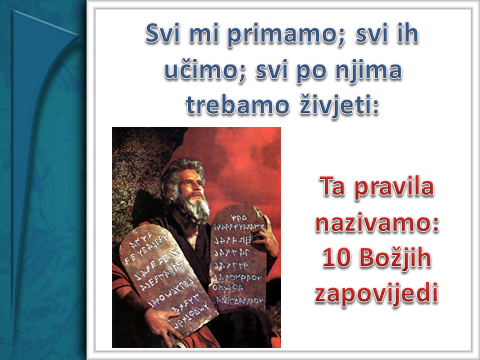 Svi mi primamo; svi ih
učimo; svi po njima
trebamo živjeti:
Ta pravila
nazivamo:
10 Božjih
zapovijedi